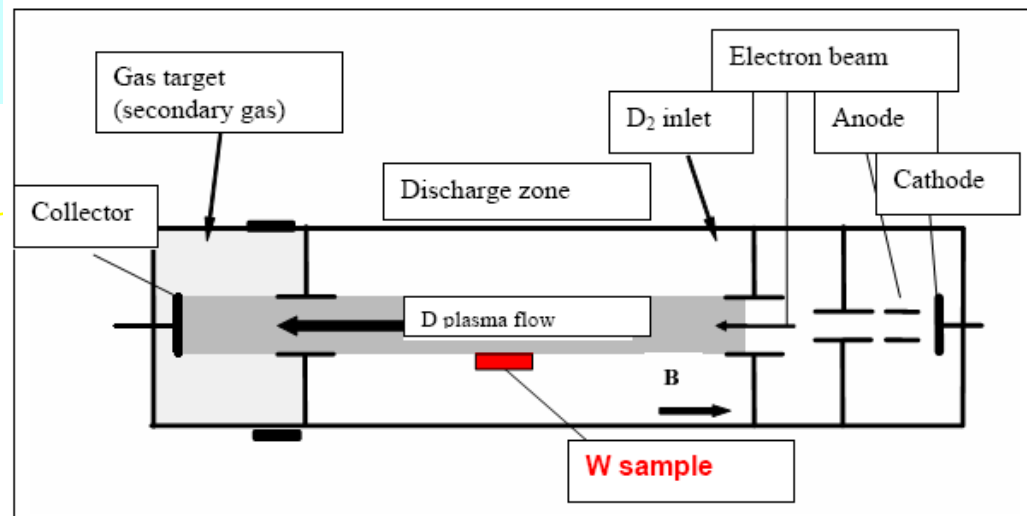 Electron beam
Gas target
(secondary gas)
D₂ inlet
Anode
Discharge zone
Cathode
Collector
D plasma flow
B
W sample